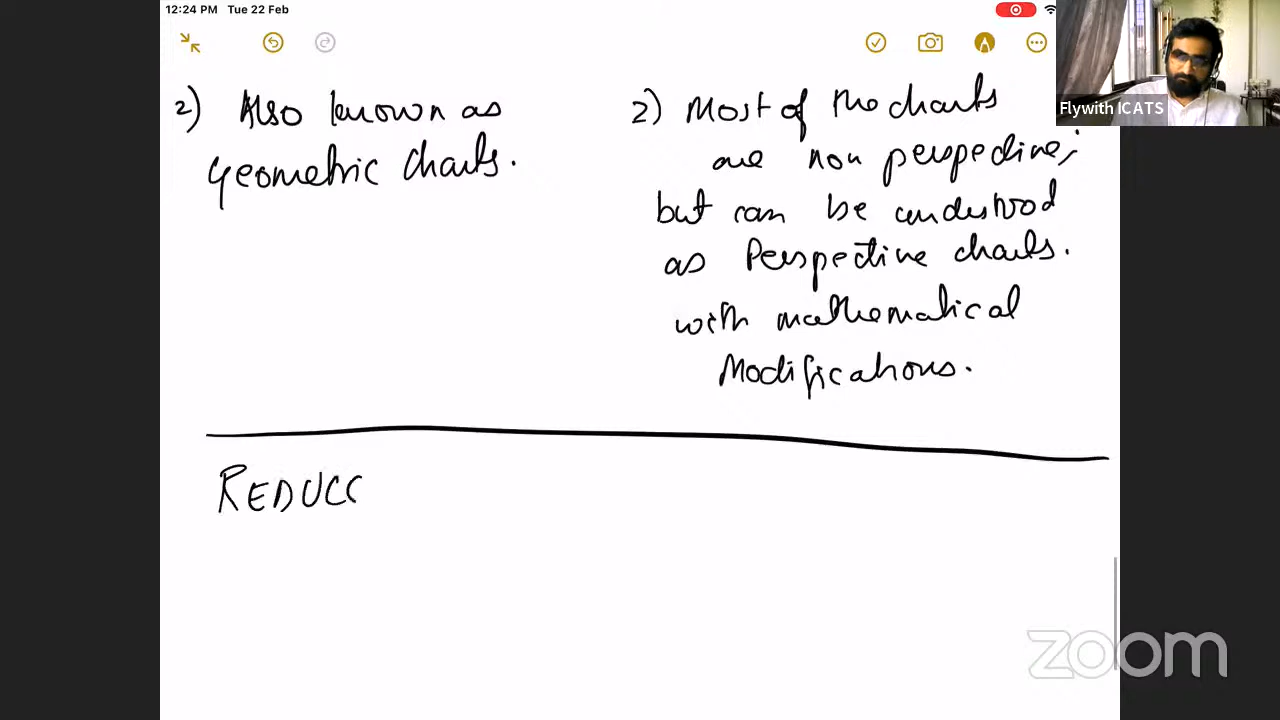 12:24 PM Tue 22 Feb
Flywith ICATS
2) Also known as
Geometric Charts.
2) Most of the charts
are non perspective,
but can be understood
as Perspective charts.
with mathematical
Modifications.
REDUCC
zoom